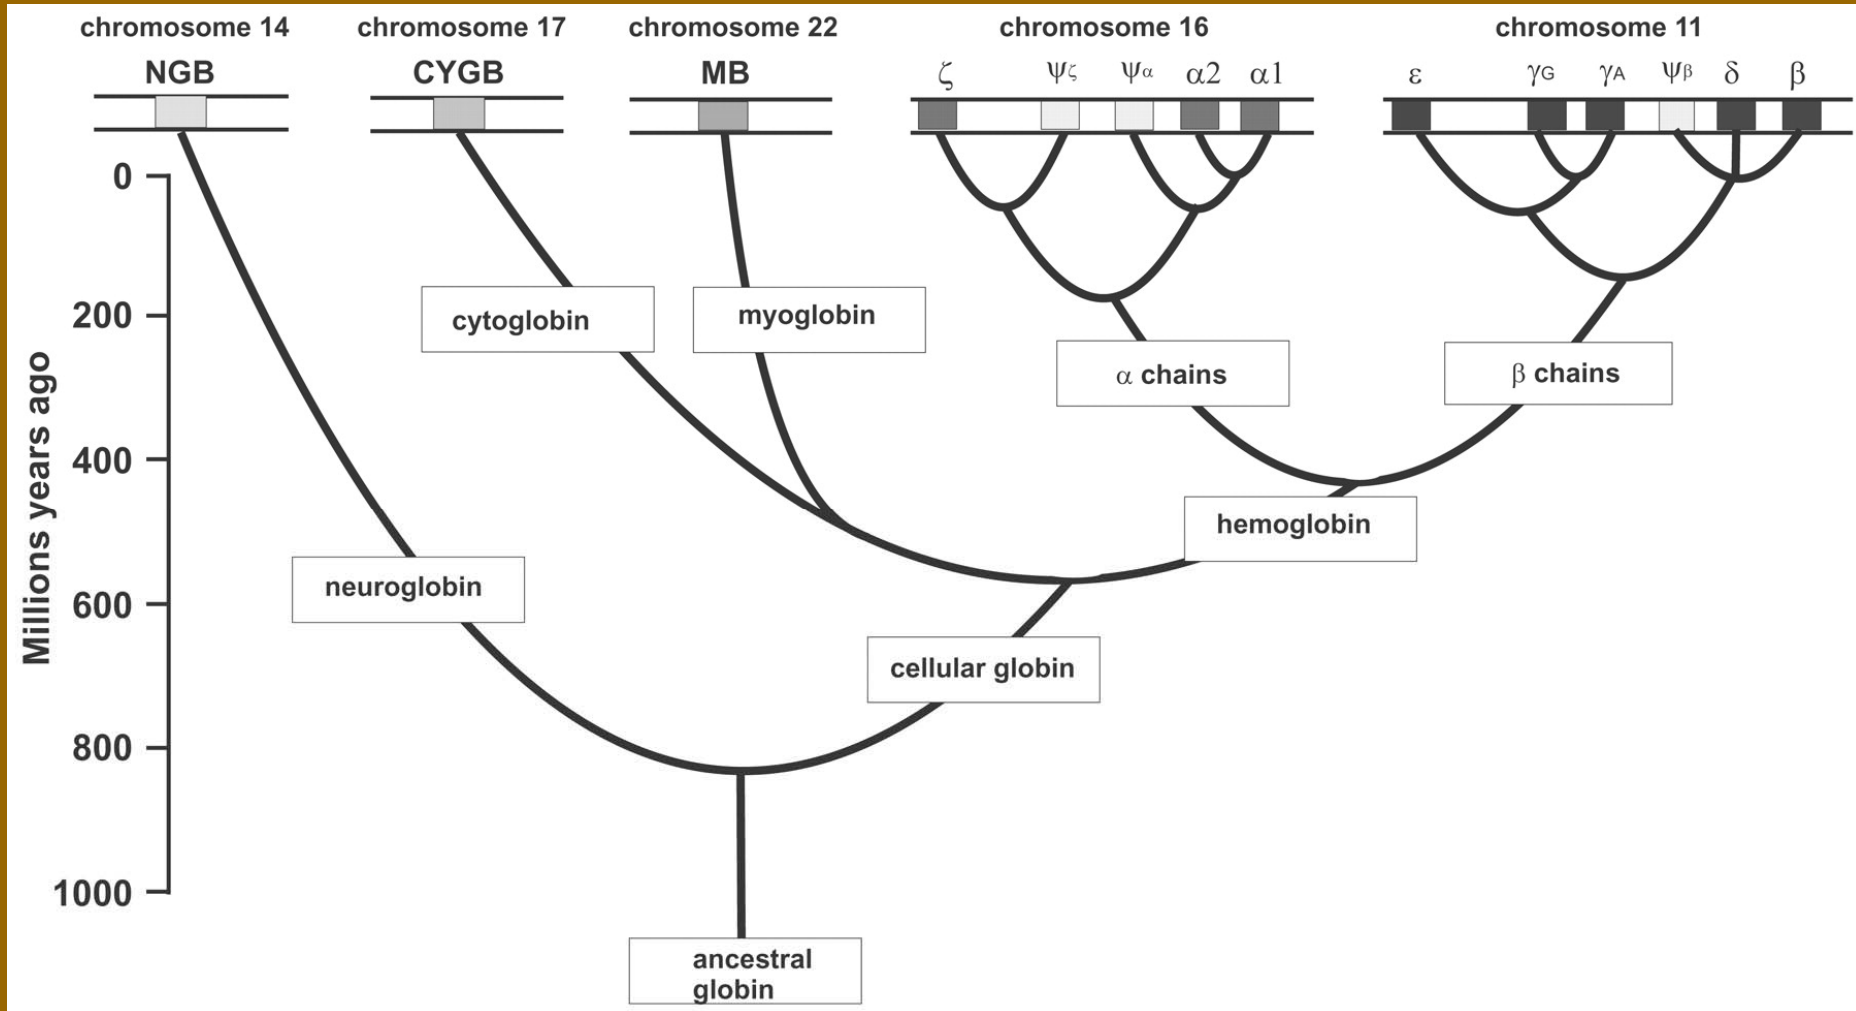 chromosome 14 chromosome 17 chromosome 22 chromosome 16 chromosome 11
NGB CYGB MB ζ ψζ ψα α2 α1 ε γG γA ψβ δ β
0
200
400
600
800
1000
Millions years ago
cytoglobin
myoglobin
α chains
β chains
hemoglobin
neuroglobin
cellular globin
ancestral
globin